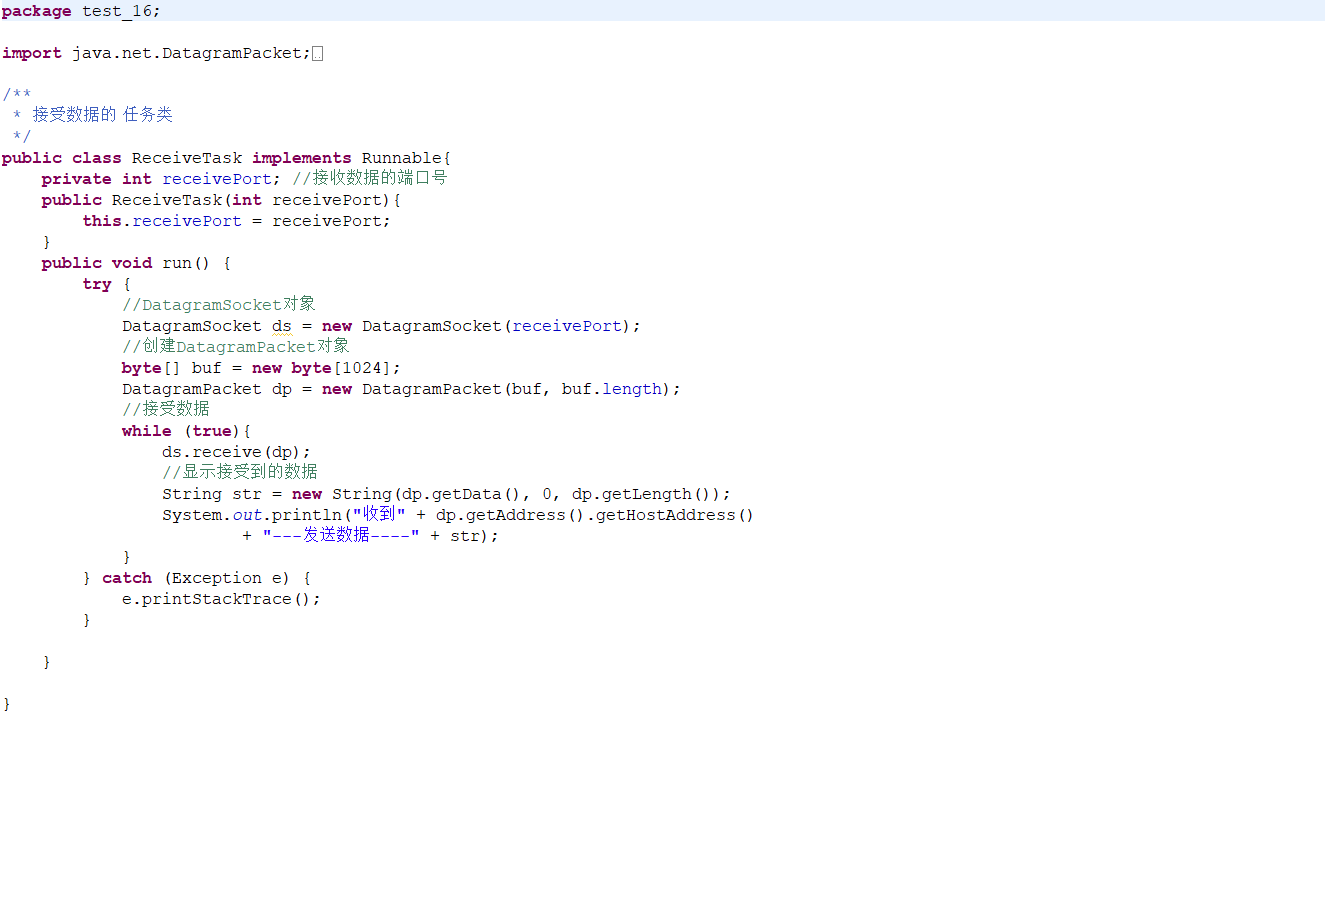 package test_16;
import java.net.DatagramPacket;
/**
 * 接受数据的 任务类
 */
public class ReceiveTask implements Runnable{
    private int receivePort; //接收数据的端口号
    public ReceiveTask(int receivePort){
        this.receivePort = receivePort;
    }
    public void run() {
        try {
            //DatagramSocket对象
            DatagramSocket ds = new DatagramSocket(receivePort);
            //创建DatagramPacket对象
            byte[] buf = new byte[1024];
            DatagramPacket dp = new DatagramPacket(buf, buf.length);
            //接受数据
            while (true){
                ds.receive(dp);
                //显示接受到的数据
                String str = new String(dp.getData(), 0, dp.getLength());
                System.out.println("收到" + dp.getAddress().getHostAddress()
                        + "---发送数据----" + str);
            }
        } catch (Exception e) {
            e.printStackTrace();
        }
    }
}